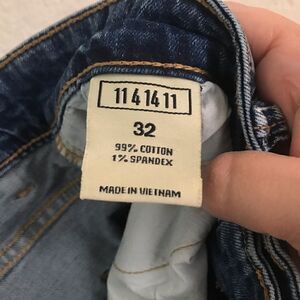 11 4 14 11
32
99% COTTON
1% SPANDEX
MADE IN VIETNAM